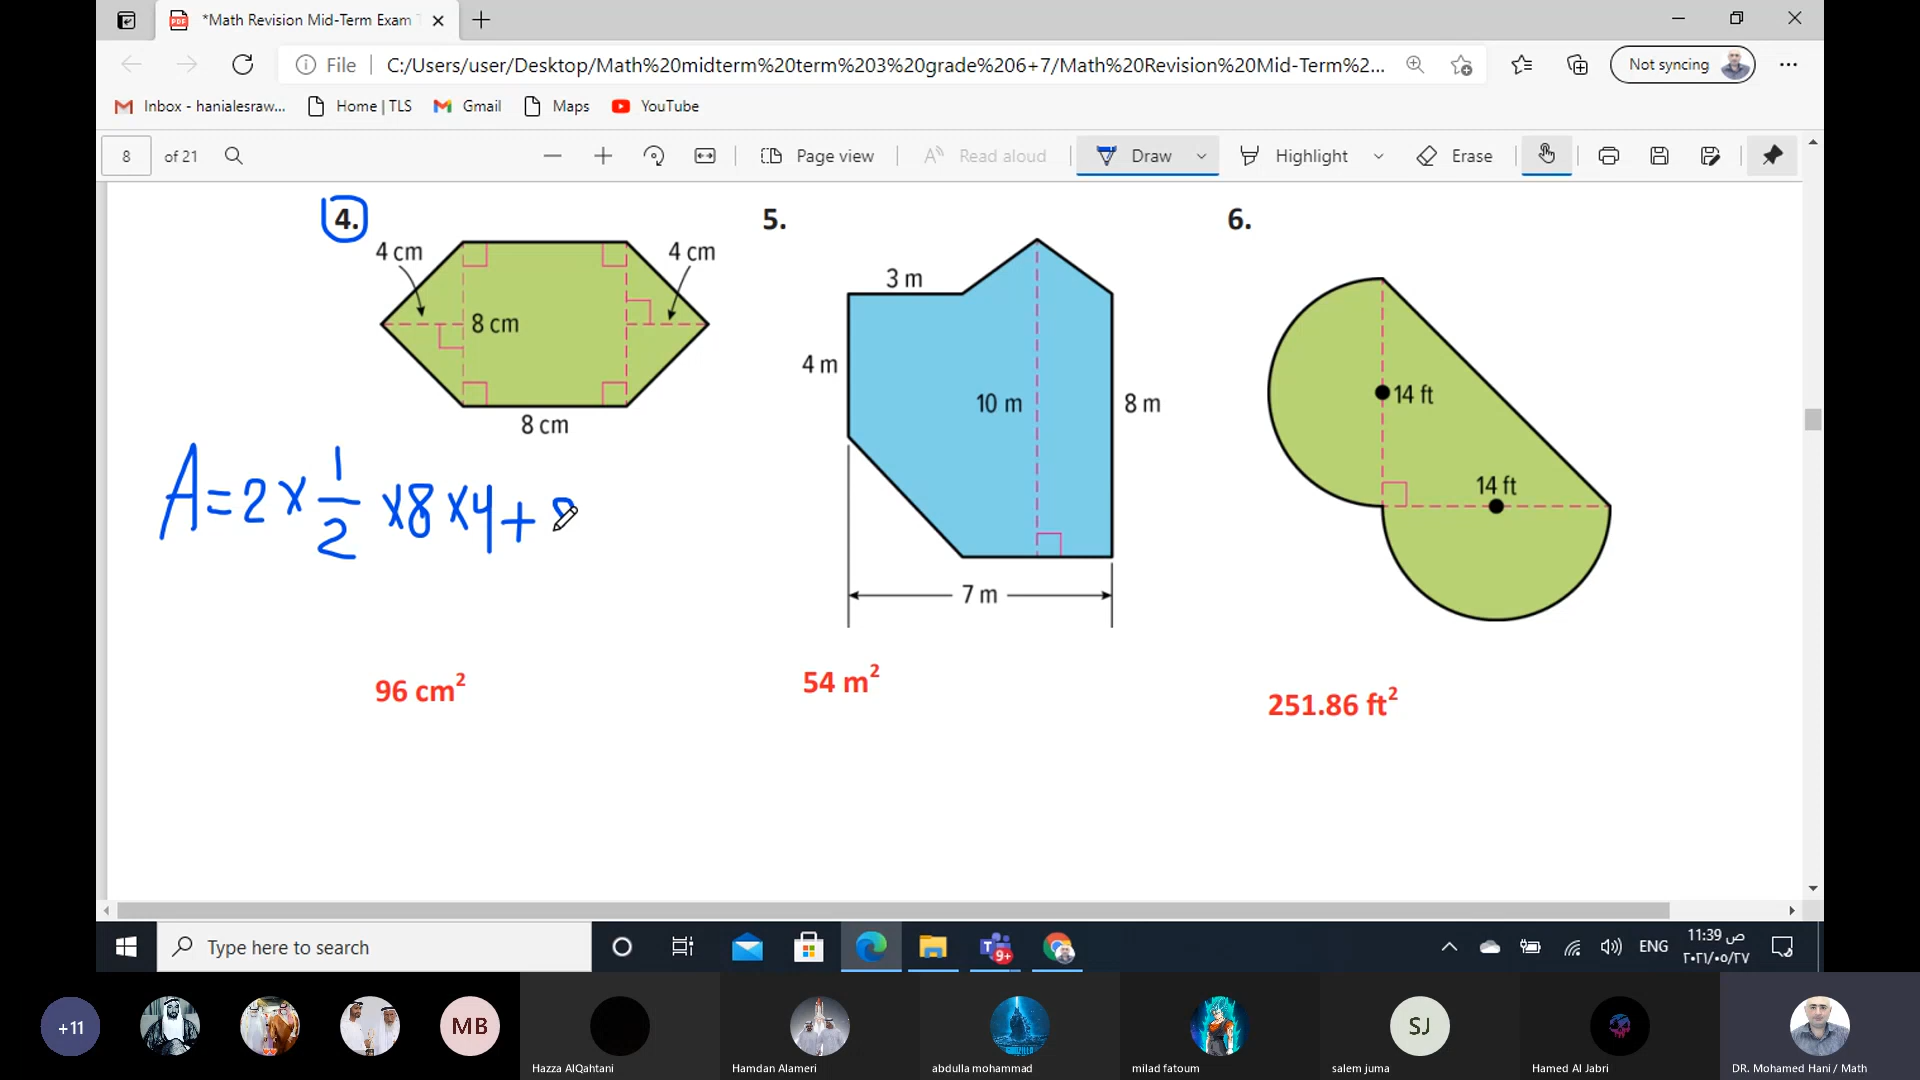 *Math Revision Mid-Term Exam T
File
C:/Users/user/Desktop/Math%20midterm%20term%203%20grade%206+7/Math%20Revision%20Mid-Term%2...
Not syncing
Inbox - hanialesraw...
Home | TLS
Gmail
Maps
YouTube
8 of 21
Page view
Read aloud
Draw
Highlight
Erase
4.
4 cm
4 cm
8 cm
8 cm
A=2×1/2×8×4+8
96 cm²
5.
3 m
4 m
10 m
8 m
7 m
54 m²
6.
14 ft
14 ft
251.86 ft²
Type here to search
9+
ENG
11:39 ص
٢٠٢١/٠٥/٢٧
+11
MB
SJ
Hazza AlQahtani
Hamdan Alameri
abdulla mohammad
milad fatoum
salem juma
Hamed Al Jabri
DR. Mohamed Hani / Math